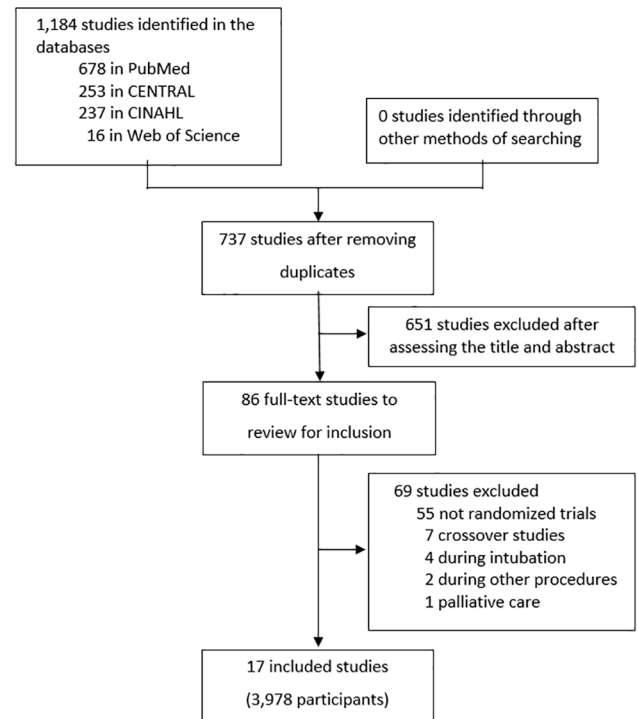 1,184 studies identified in the
databases
678 in PubMed
253 in CENTRAL
237 in CINAHL
16 in Web of Science
0 studies identified through
other methods of searching
737 studies after removing
duplicates
651 studies excluded after
assessing the title and abstract
86 full-text studies to
review for inclusion
69 studies excluded
55 not randomized trials
7 crossover studies
4 during intubation
2 during other procedures
1 palliative care
17 included studies
(3,978 participants)